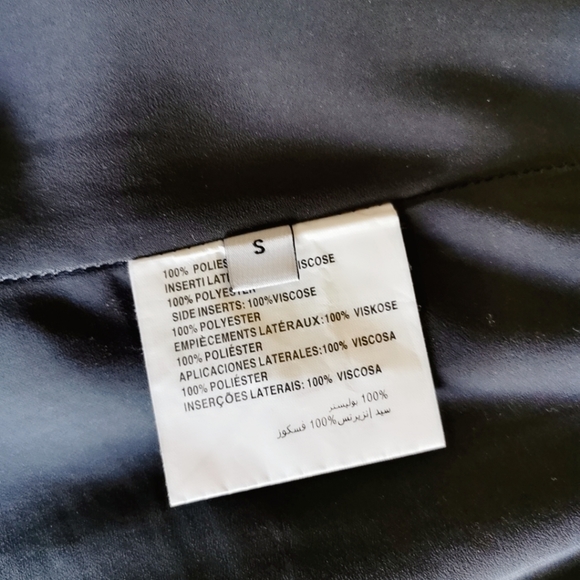 S
100% POLIES
INSERTI LAT ISCOSE
100% POLYESTER
SIDE INSERTS: 100%VISCOSE
100% POLYESTER
EMPIÈCEMENTS LATÉRAUX:100% VISKOSE
100% POLIÉSTER
APLICACIONES LATERALES:100% VISCOSA
100% POLIÉSTER
INSERÇÕES LATERAIS: 100% VISCOSA
100% بوليستر
سيد إنزيرتس 100% فسكوز